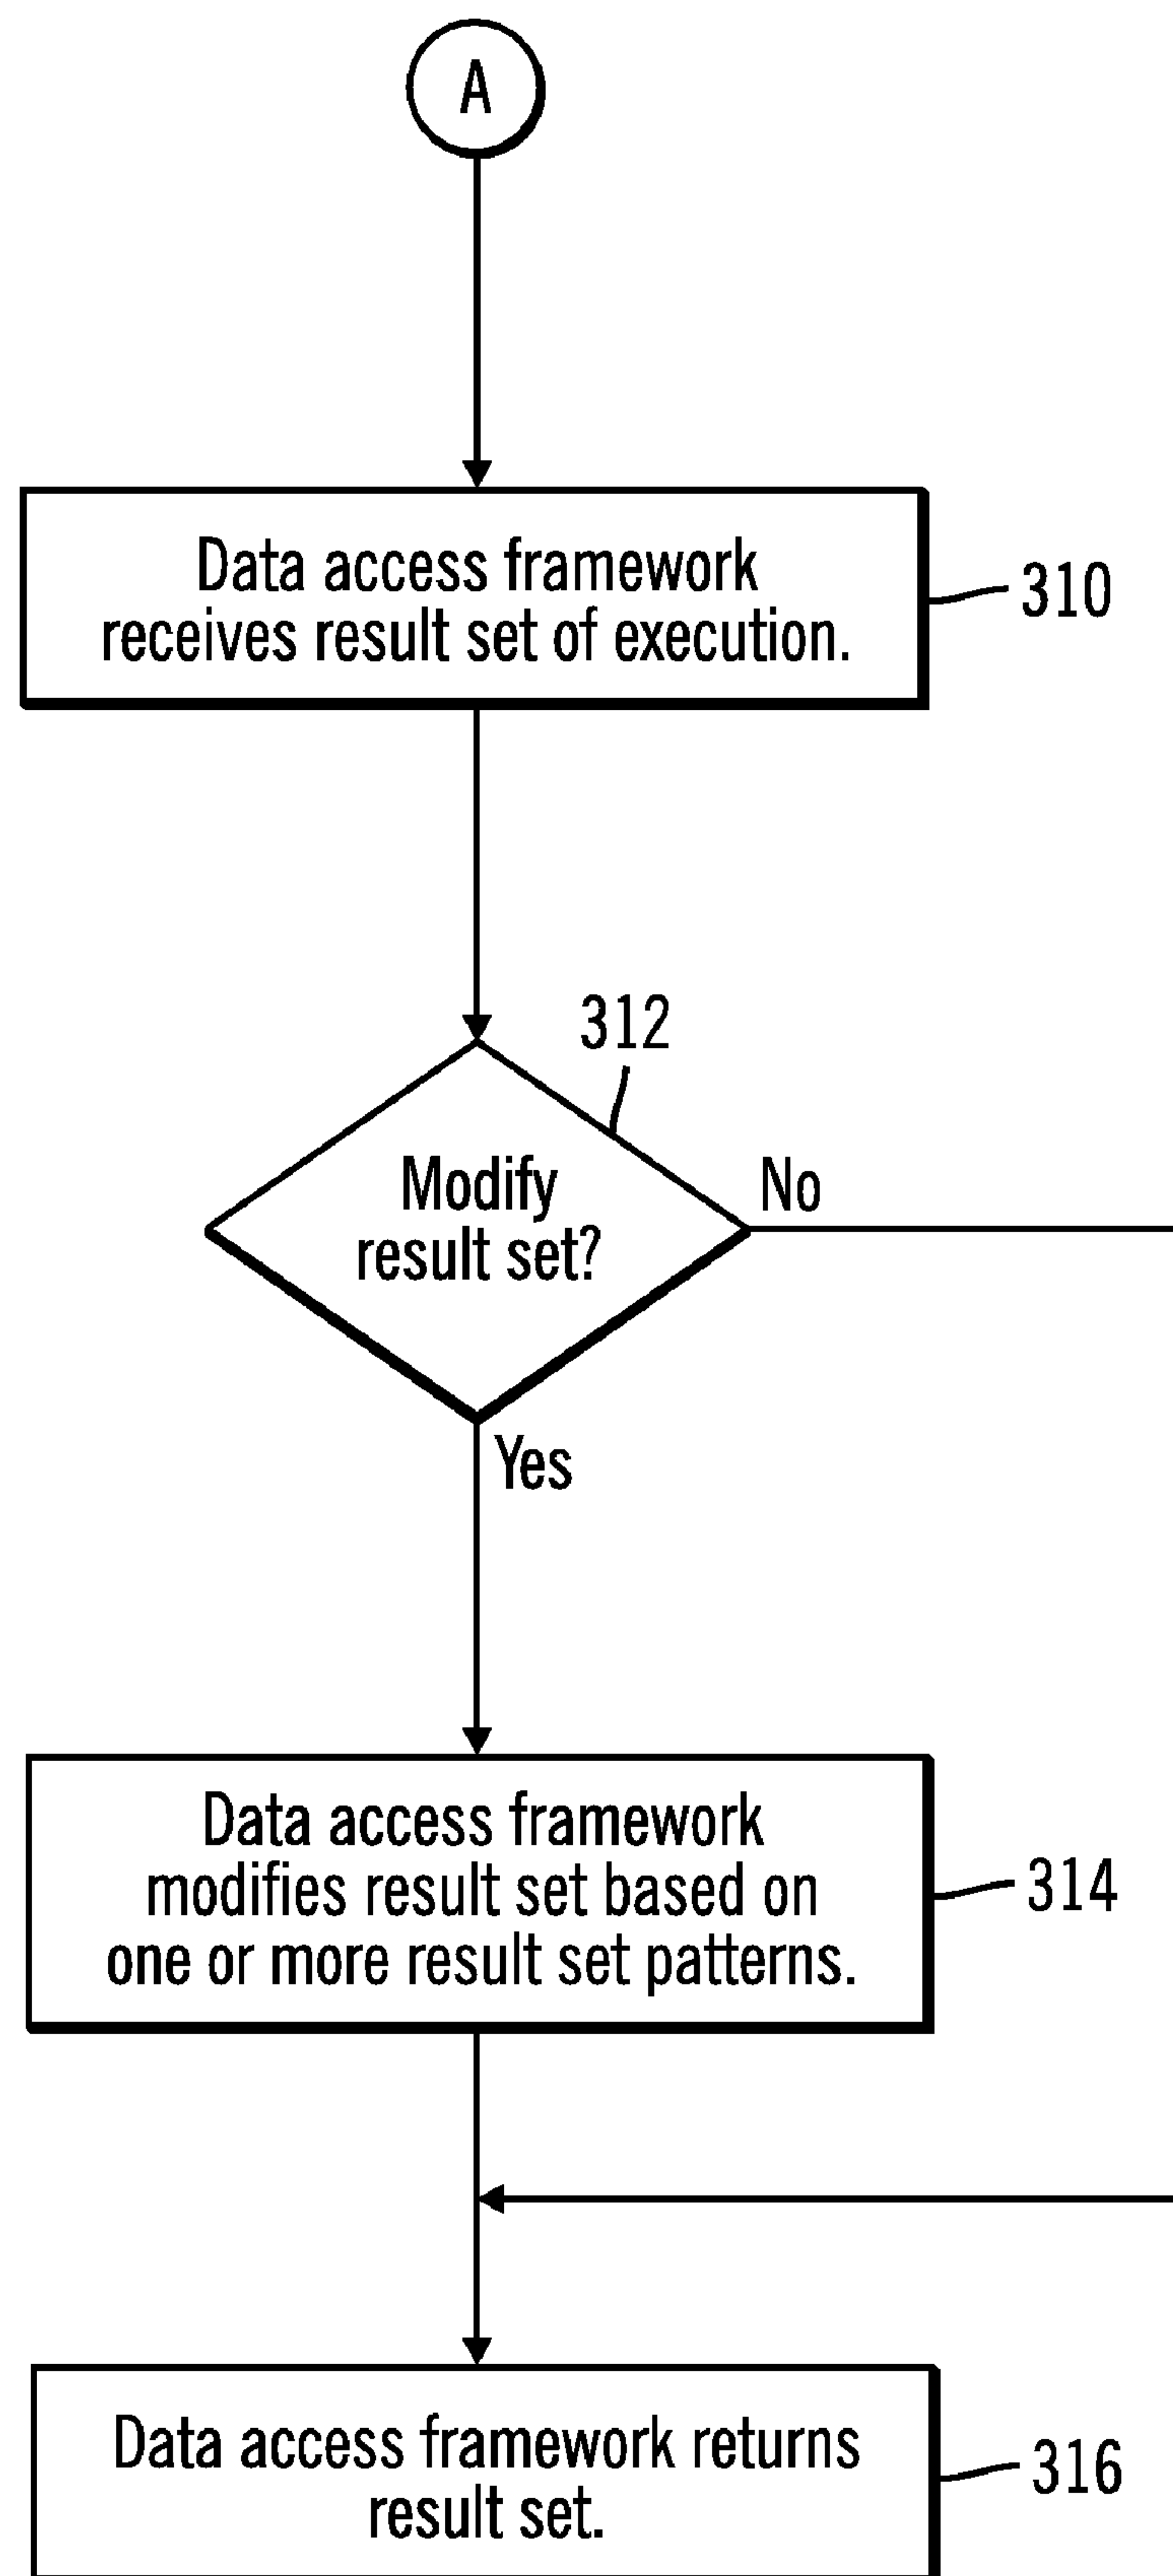 A
Data access framework
receives result set of execution.
310
312
Modify
result set?
No
Yes
Data access framework
modifies result set based on
one or more result set patterns.
314
Data access framework returns
result set.
316